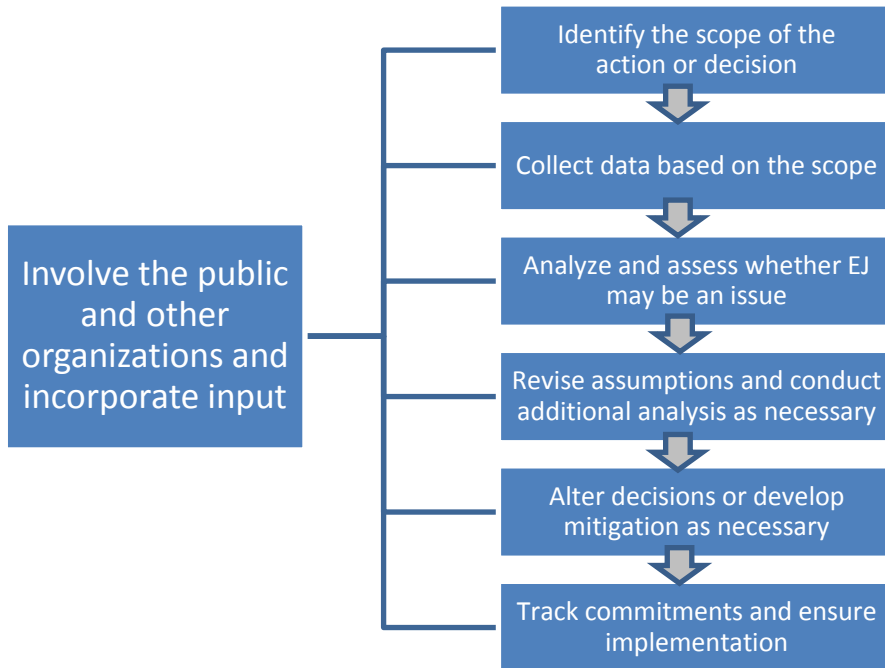 Involve the public
and other
organizations and
incorporate input
Identify the scope of the
action or decision
Collect data based on the scope
Analyze and assess whether EJ
may be an issue
Revise assumptions and conduct
additional analysis as necessary
Alter decisions or develop
mitigation as necessary
Track commitments and ensure
implementation